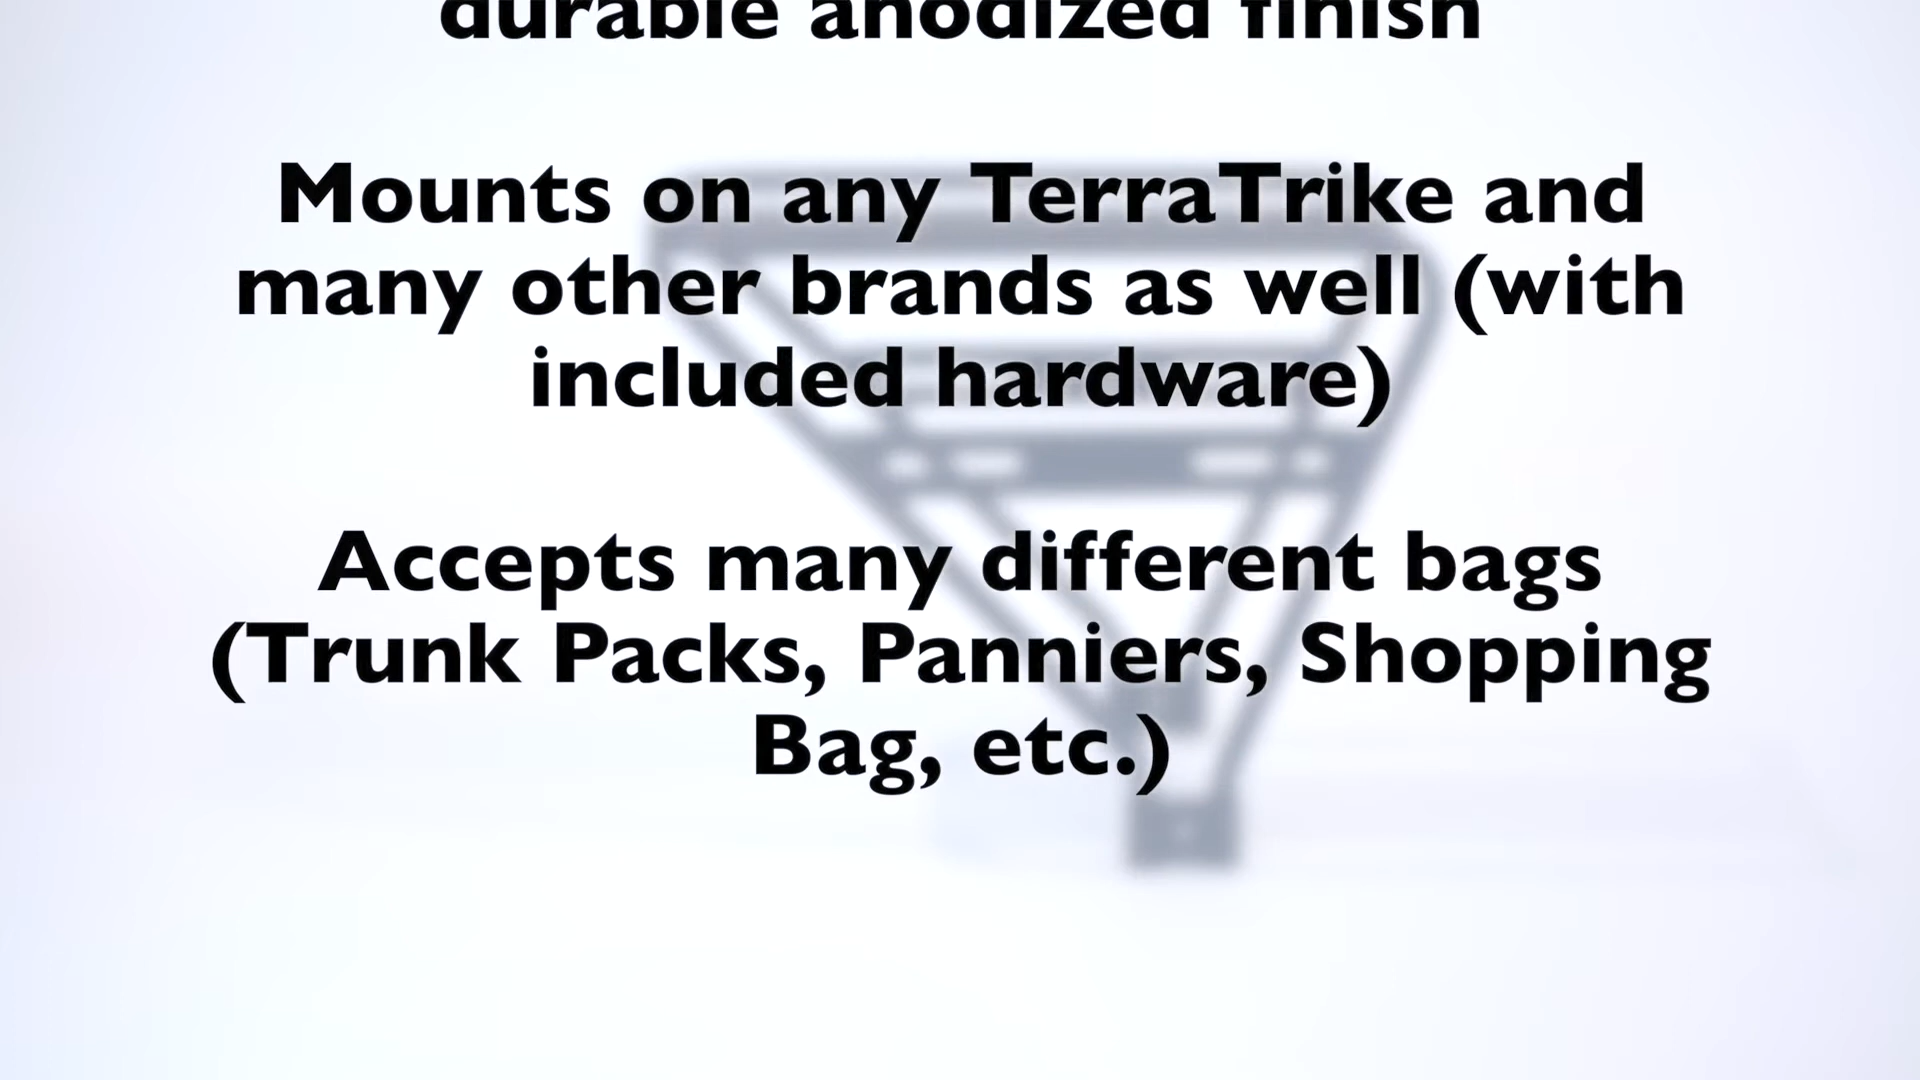 durable anodized finish
Mounts on any TerraTrike and
many other brands as well (with
included hardware)
Accepts many different bags
(Trunk Packs, Panniers, Shopping
Bag, etc.)